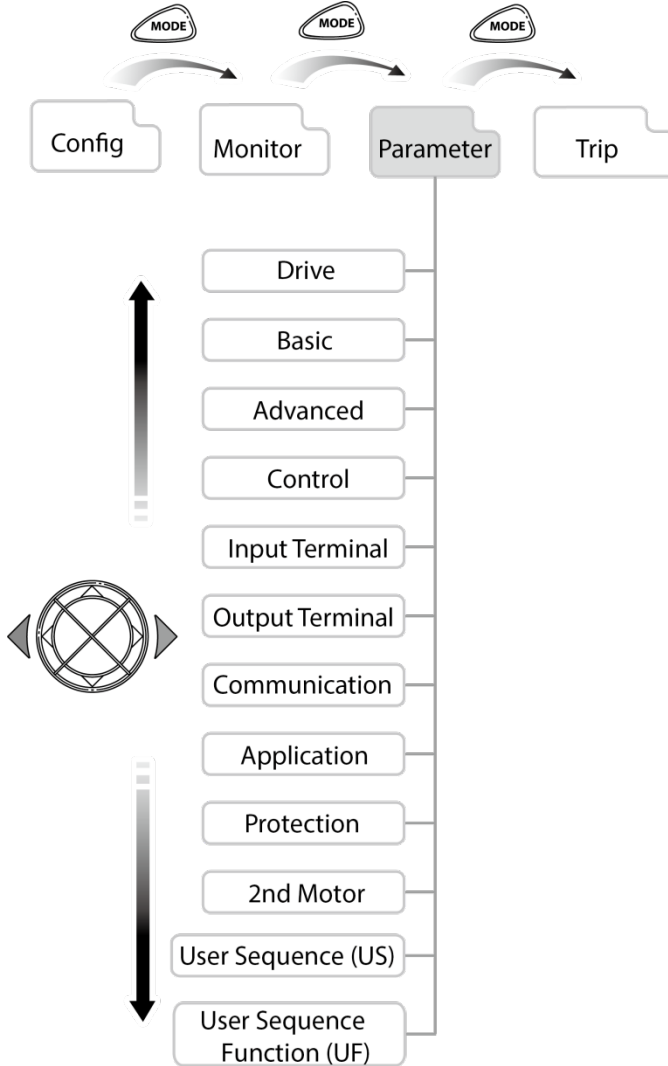 MODE
MODE
MODE
Config
Monitor
Parameter
Trip
Drive
Basic
Advanced
Control
Input Terminal
Output Terminal
Communication
Application
Protection
2nd Motor
User Sequence (US)
User Sequence
Function (UF)